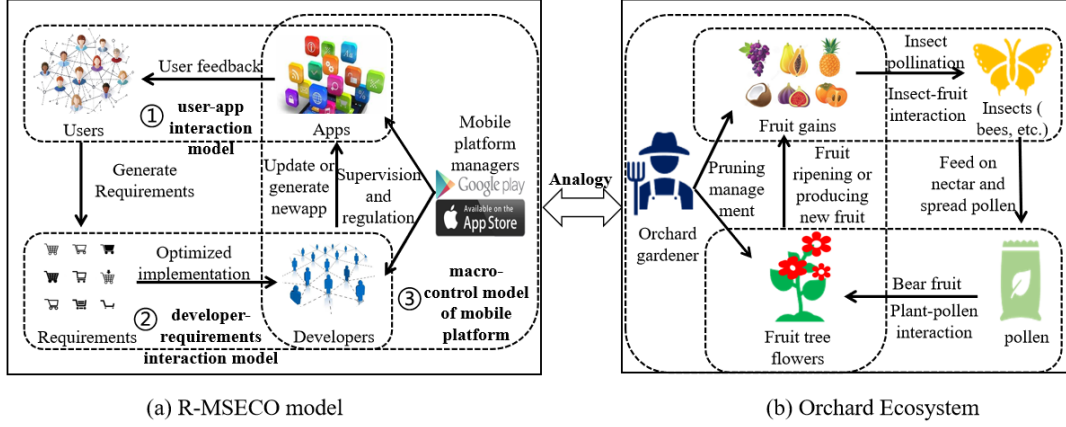 User feedback
① user-app
interaction
model
Users
Apps
Generate
Requirements
Update or
generate
newapp
Supervision
and
regulation
Mobile
platform
managers
Google play
Available on the
App Store
Optimized
implementation
Requirements
② developer-
requirements
interaction model
Developers
③ macro-
control model
of mobile
platform
(a) R-MSECO model
Analogy
Insect
pollination
Insect-fruit
interaction
Fruit gains
Insects (
bees, etc.)
Orchard
gardener
Pruning
manage
ment
Fruit
ripening or
producing
new fruit
Feed on
nectar and
spread pollen
Bear fruit
Plant-pollen
interaction
Fruit tree
flowers
pollen
(b) Orchard Ecosystem